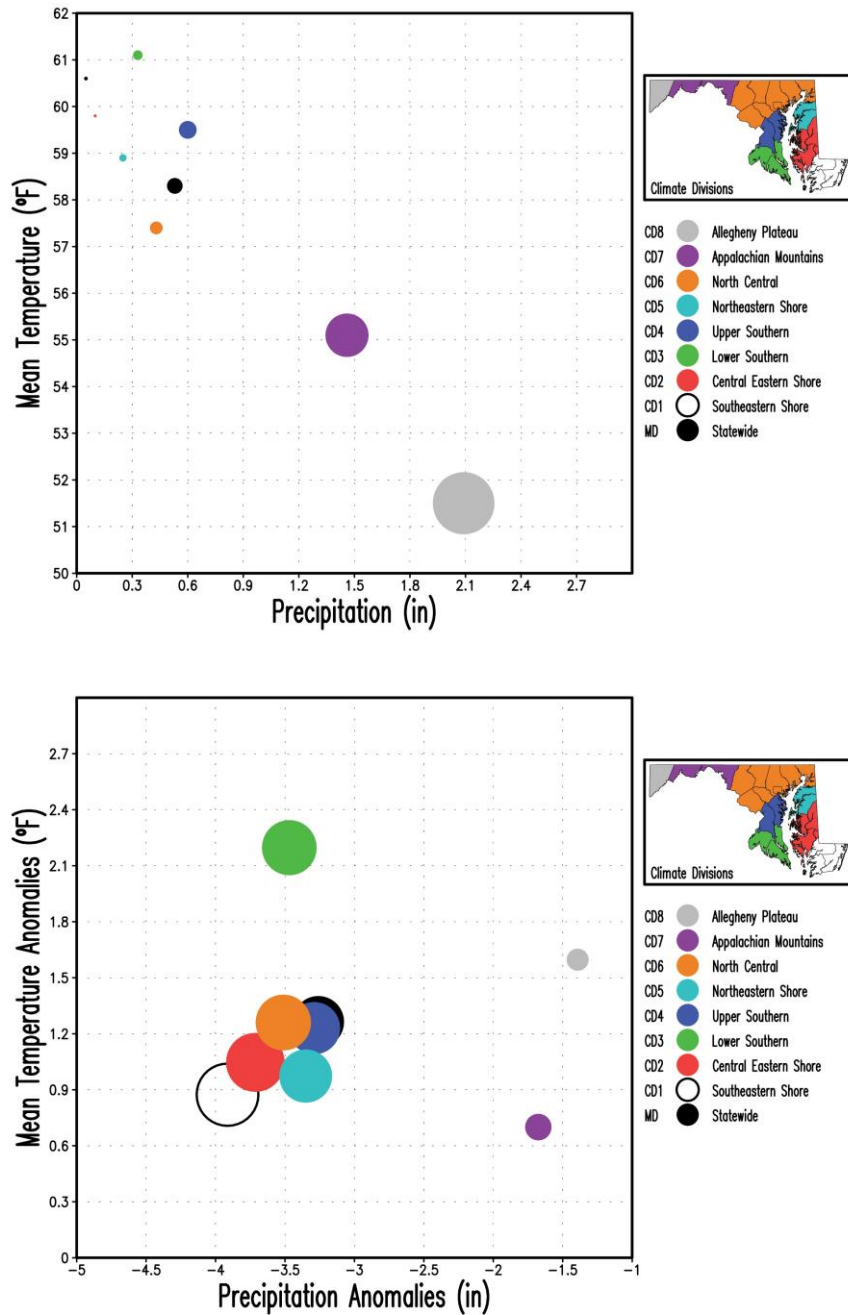 62
61
60
59
58
57
56
55
54
53
52
51
50
Mean Temperature (°F)
0 0.3 0.6 0.9 1.2 1.5 1.8 2.1 2.4 2.7
Precipitation (in)
Climate Divisions
CD8 Allegheny Plateau
CD7 Appalachian Mountains
CD6 North Central
CD5 Northeastern Shore
CD4 Upper Southern
CD3 Lower Southern
CD2 Central Eastern Shore
CD1 Southeastern Shore
MD Statewide
2.7
2.4
2.1
1.8
1.5
1.2
0.9
0.6
0.3
0
Mean Temperature Anomalies (°F)
-5 -4.5 -4 -3.5 -3 -2.5 -2 -1.5 -1
Precipitation Anomalies (in)
Climate Divisions
CD8 Allegheny Plateau
CD7 Appalachian Mountains
CD6 North Central
CD5 Northeastern Shore
CD4 Upper Southern
CD3 Lower Southern
CD2 Central Eastern Shore
CD1 Southeastern Shore
MD Statewide